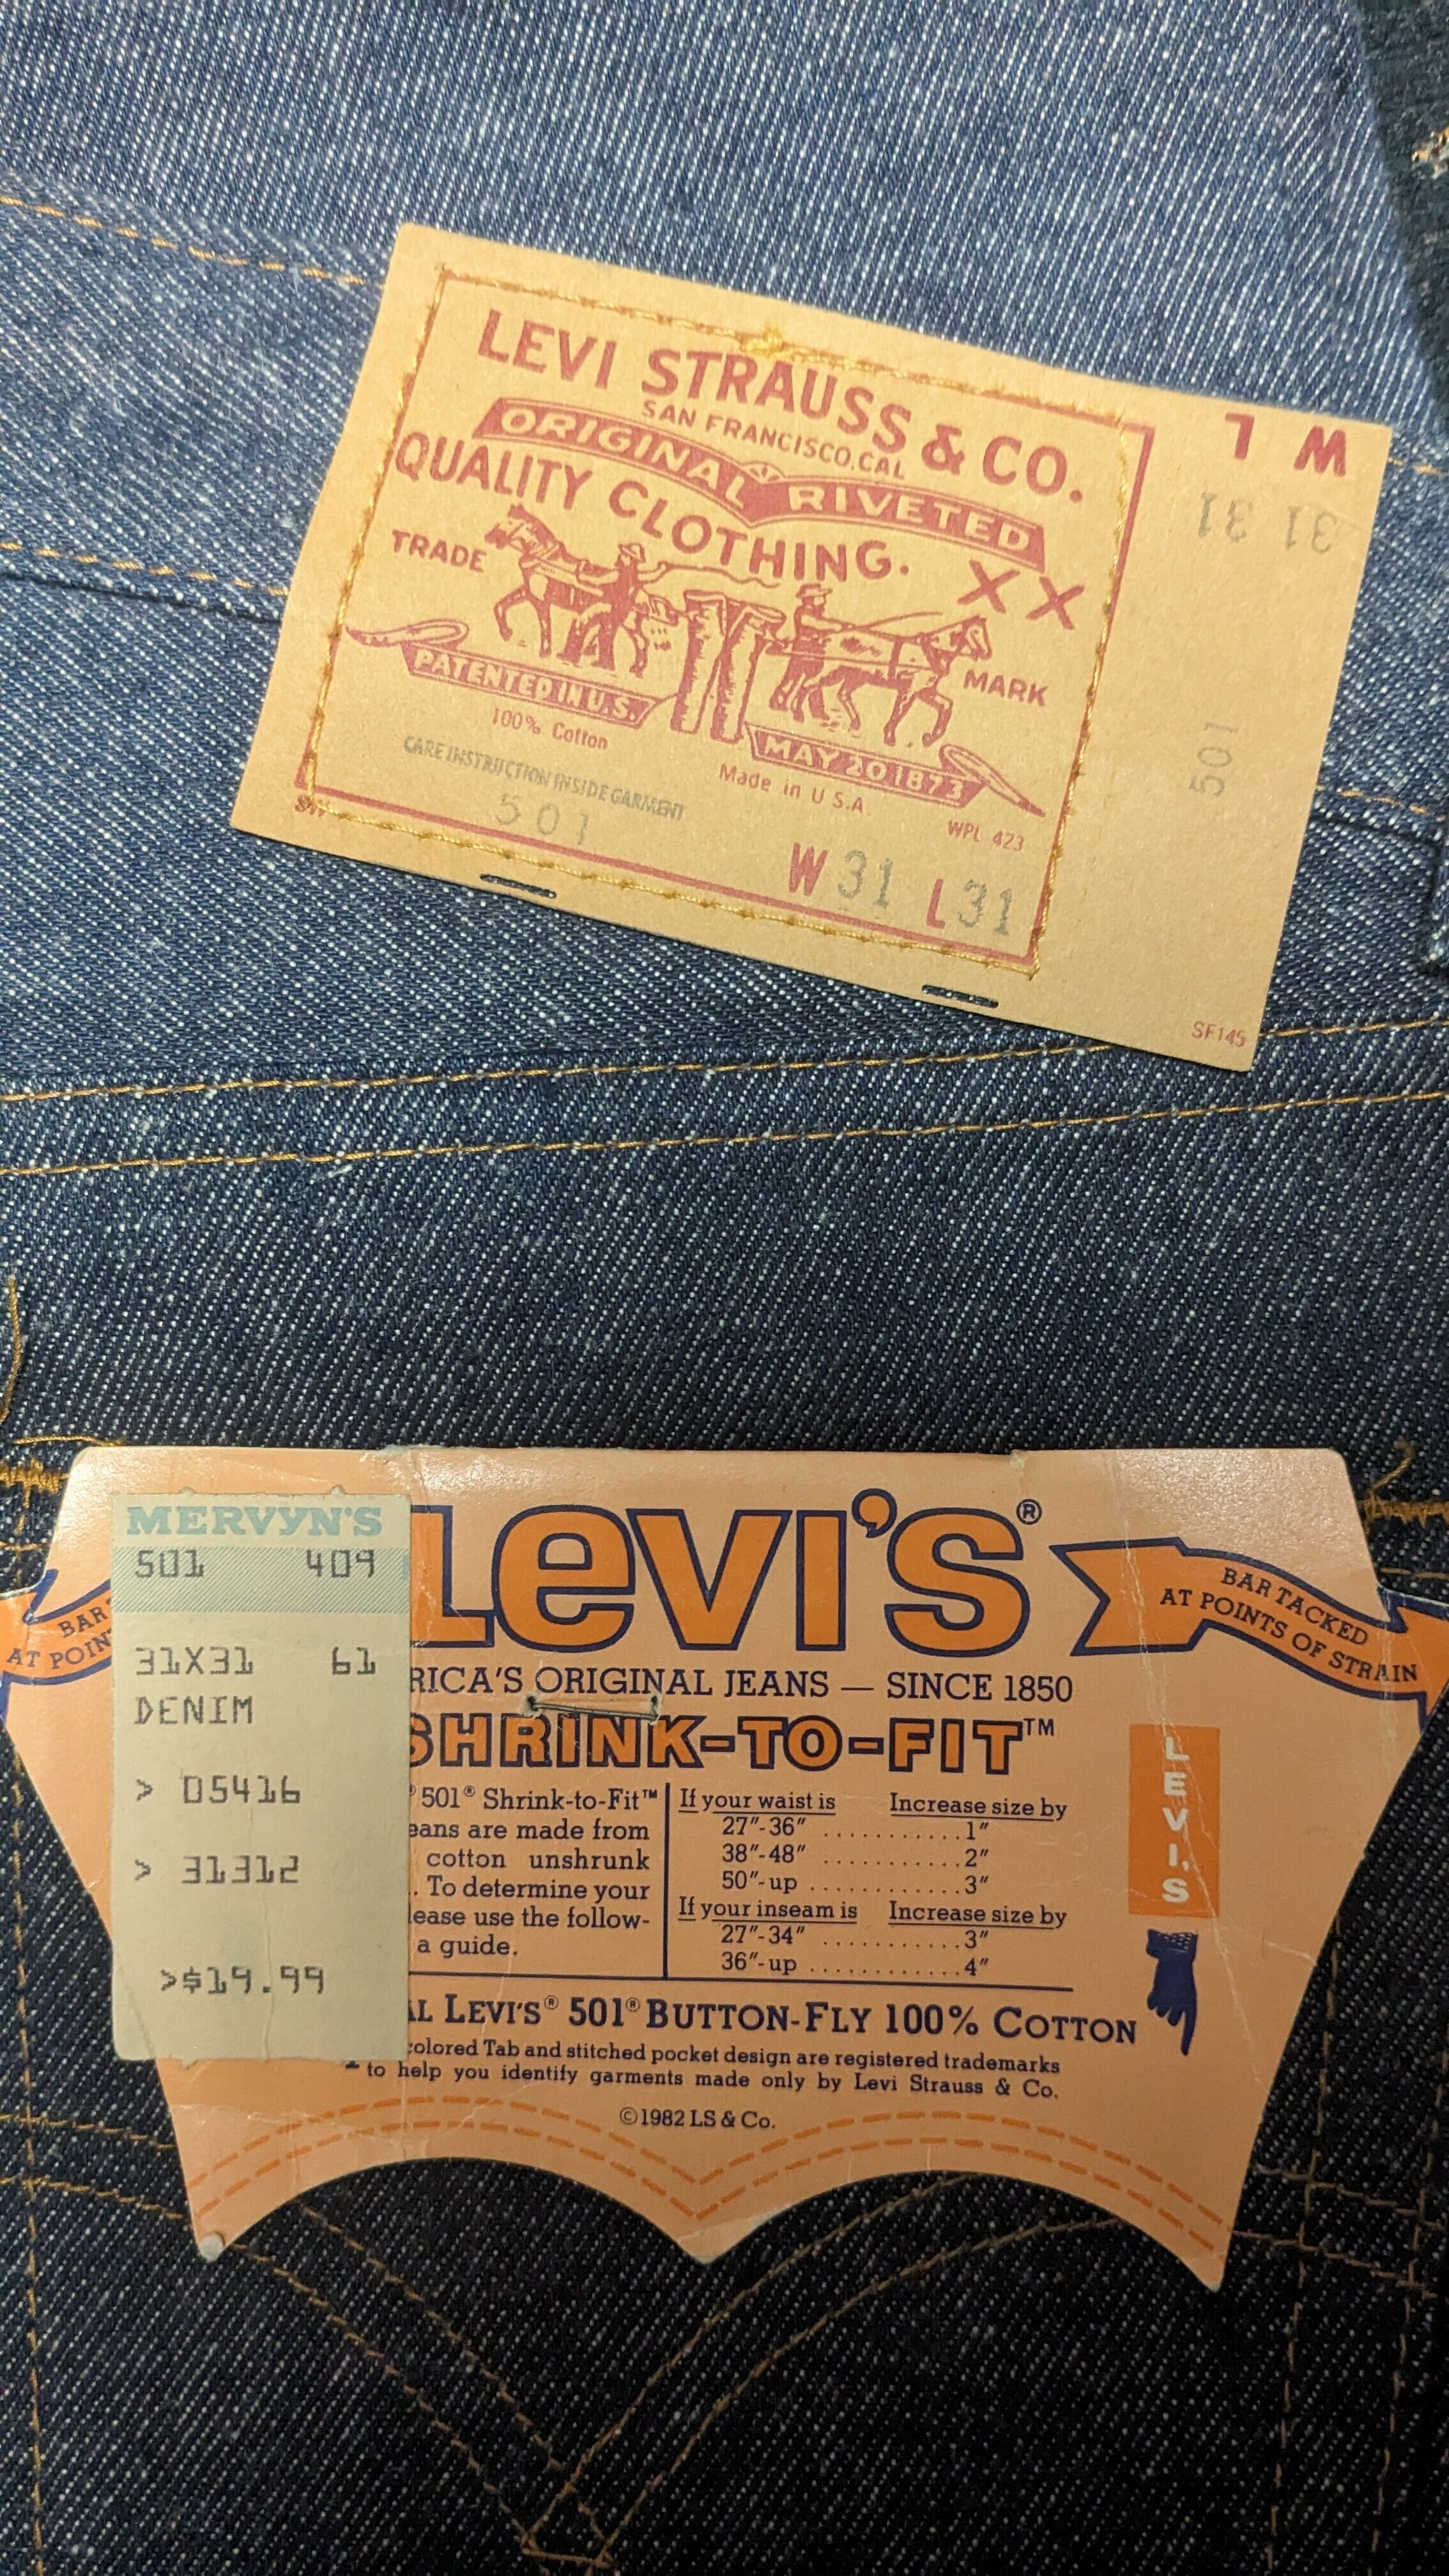 LEVI STRAUSS & CO.
SAN FRANCISCO, CAL
ORIGINAL RIVETED
QUALITY CLOTHING.
XX
TRADE
MARK
PATENTED IN U.S.
MAY 20 1873
100% Cotton
Made in U S.A.
CARE INSTRUCTION INSIDE GARMENT
WPL 423
501
W 31 L 31
W L
31 31
501
SF145
MERVYN'S
501 409
31X31 61
DENIM
> D5416
> 31312
>$19.99
BAR
AT POIN
LEVI'S®
BAR TACKED
AT POINTS OF STRAIN
RICA'S ORIGINAL JEANS — SINCE 1850
SHRINK-TO-FIT™
501® Shrink-to-Fit™
eans are made from
cotton unshrunk
. To determine your
lease use the follow-
a guide.
If your waist is Increase size by
27"-36" ...........1"
38"-48" ............2"
50"-up ............3"
If your inseam is Increase size by
27"-34" ...........3"
36"-up ............4"
LEVI'S
AL LEVI'S® 501® BUTTON-FLY 100% COTTON
colored Tab and stitched pocket design are registered trademarks
to help you identify garments made only by Levi Strauss & Co.
©1982 LS & Co.